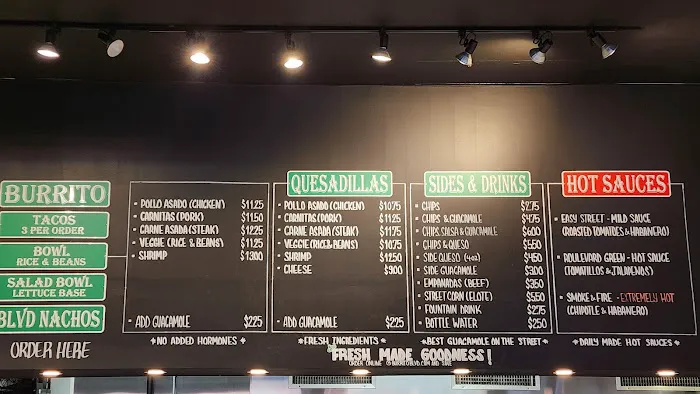 BURRITO
TACOS
3 PER ORDER
BOWL
RICE & BEANS
SALAD BOWL
LETTUCE BASE
BLVD NACHOS
ORDER HERE
POLLO ASADO (CHICKEN) $11.25
CARNITAS (PORK) $11.50
CARNE ASADA (STEAK) $12.25
VEGGIE (RICE & BEANS) $11.25
SHRIMP $13.00
ADD GUACAMOLE $2.25
*NO ADDED HORMONES*
QUESADILLAS
POLLO ASADO (CHICKEN) $10.75
CARNITAS (PORK) $11.25
CARNE ASADA (STEAK) $11.75
VEGGIE (RICE & BEANS) $10.75
SHRIMP $12.50
CHEESE $9.00
ADD GUACAMOLE $2.25
*FRESH INGREDIENTS*
SIDES & DRINKS
CHIPS $2.75
CHIPS & GUACAMOLE $4.75
CHIPS SALSA & GUACAMOLE $6.00
CHIPS & QUESO $5.50
SIDE QUESO (4oz) $4.50
SIDE GUACAMOLE $3.00
EMPANADAS (BEEF) $3.50
STREET CORN (ELOTE) $5.50
FOUNTAIN DRINK $2.75
BOTTLE WATER $2.50
*BEST GUACAMOLE ON THE STREET*
HOT SAUCES
EASY STREET - MILD SAUCE
(ROASTED TOMATOES & HABANERO)
BOULEVARD GREEN - HOT SAUCE
(TOMATILLOS & JALAPENOS)
SMOKE & FIRE - EXTREMELY HOT
(CHIPOTLE & HABANERO)
*DAILY MADE HOT SAUCES*
FRESH MADE GOODNESS!
ORDER ONLINE @BURRITOBLVD.COM AND